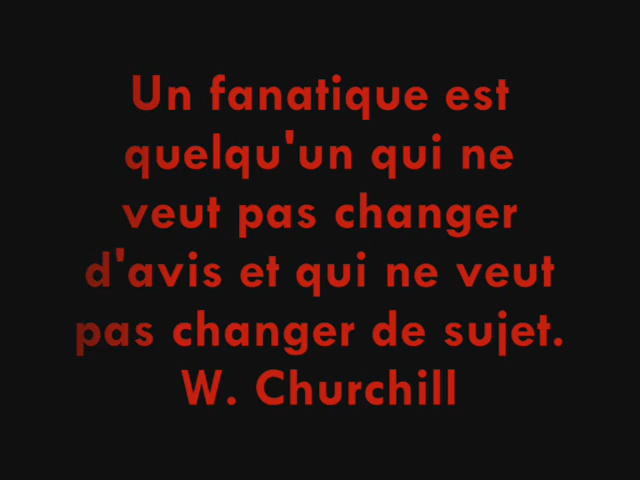 Un fanatique est
quelqu'un qui ne
veut pas changer
d'avis et qui ne veut
pas changer de sujet.
W. Churchill